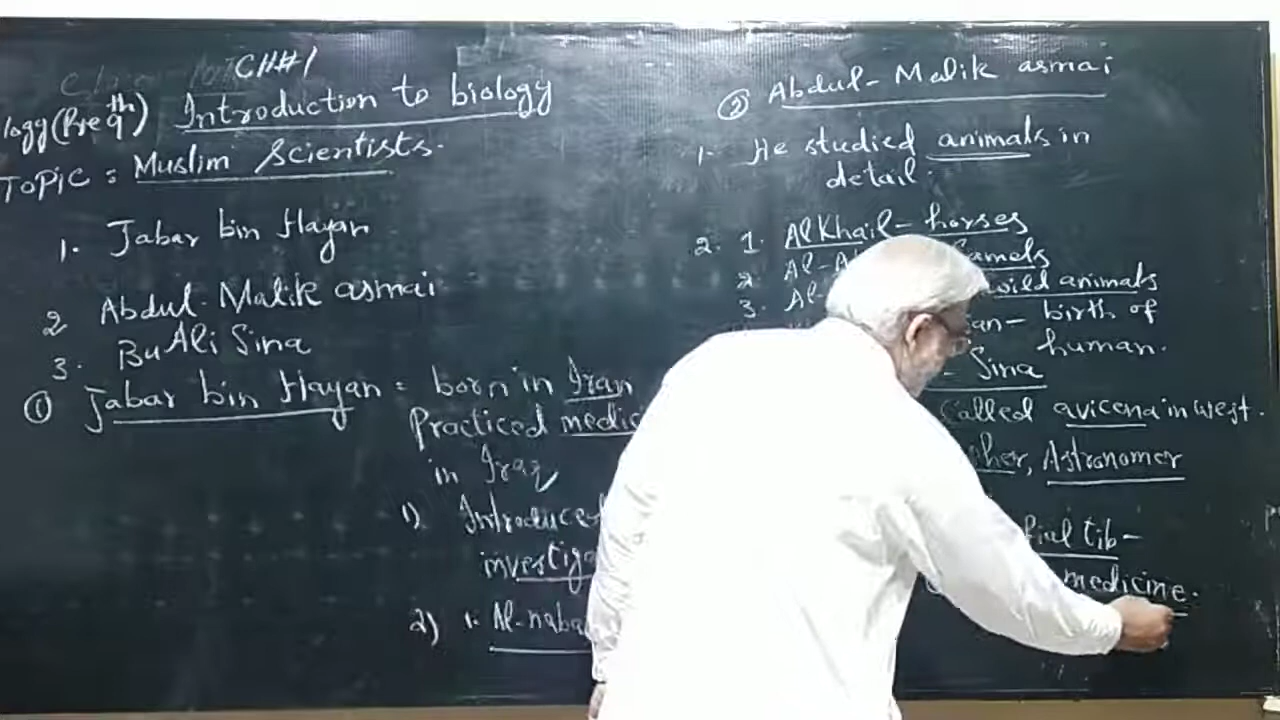 CH#1
logy (Pre 9th) Introduction to biology
TOPIC : Muslim Scientists.
1. Jabar bin Hayan
2 Abdul-Malik asmai
3. Bu Ali Sina
① Jabar bin Hayan = born in Iran
Practiced medic
in Iraq
1) Introduce
investiga
2) 1. Al-naba
② Abdul-Malik asmai
1. He studied animals in
detail.
2. 1. AlKhail - horses
2. Al- Camels
3. Al- wild animals
an - birth of
human.
- Sina
Called avicena in west.
pher, Astronomer
fial tib -
medicine.